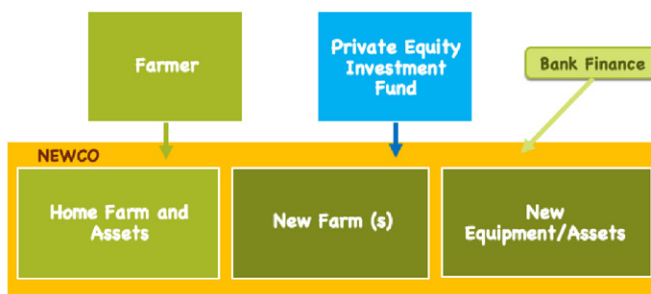 Farmer
Private Equity
Investment
Fund
Bank Finance
NEWCO
Home Farm and
Assets
New Farm (s)
New
Equipment/Assets